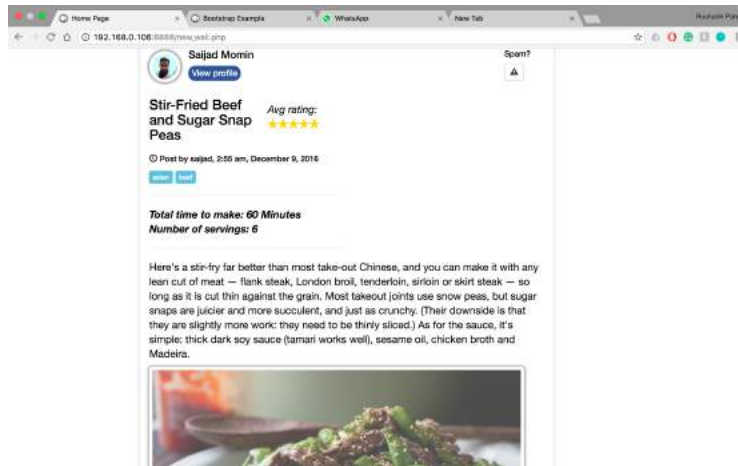 Home Page
Bootstrap Example
WhatsApp
New Tab
192.168.0.106:8888/new_wall.php
Saijad Momin
Spam?
View profile
Stir-Fried Beef
and Sugar Snap
Peas
Avg rating:
Post by saijad, 2:55 am, December 9, 2016
asian beef
Total time to make: 60 Minutes
Number of servings: 6
Here's a stir-fry far better than most take-out Chinese, and you can make it with any
lean cut of meat — flank steak, London broil, tenderloin, sirloin or skirt steak — so
long as it is cut thin against the grain. Most takeout joints use snow peas, but sugar
snaps are juicier and more succulent, and just as crunchy. (Their downside is that
they are slightly more work: they need to be thinly sliced.) As for the sauce, it's
simple: thick dark soy sauce (tamari works well), sesame oil, chicken broth and
Madeira.